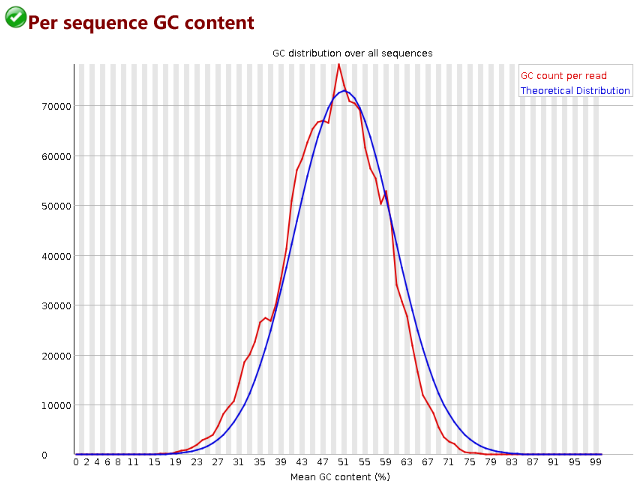 Per sequence GC content
GC distribution over all sequences
GC count per read
Theoretical Distribution
70000
60000
50000
40000
30000
20000
10000
0
0 2 4 6 8 11 15 19 23 27 31 35 39 43 47 51 55 59 63 67 71 75 79 83 87 91 95 99
Mean GC content (%)